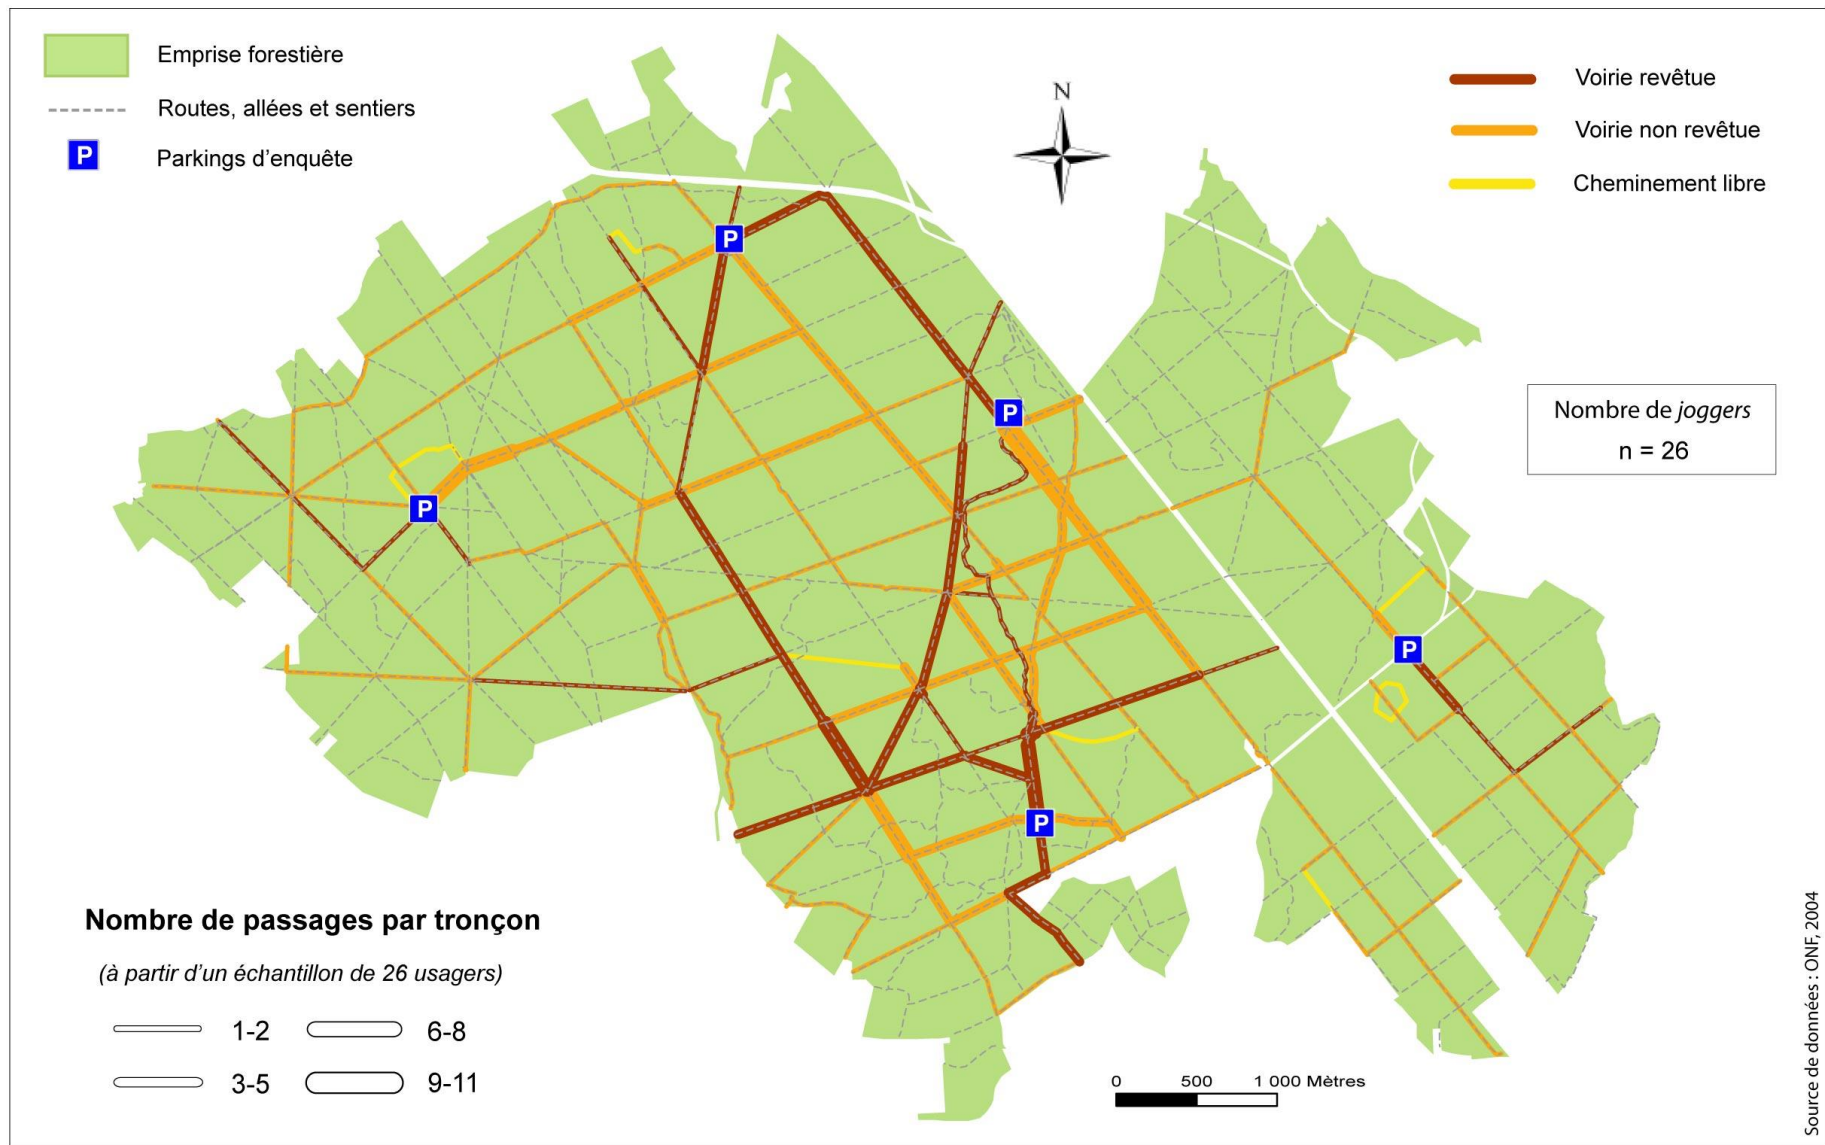 Emprise forestière
Routes, allées et sentiers
P Parkings d'enquête
N
Voirie revêtue
Voirie non revêtue
Cheminement libre
P
P
P
P
P
Nombre de joggers
n = 26
Nombre de passages par tronçon
(à partir d'un échantillon de 26 usagers)
1-2 6-8
3-5 9-11
0 500 1 000 Mètres
Source de données : ONF, 2004